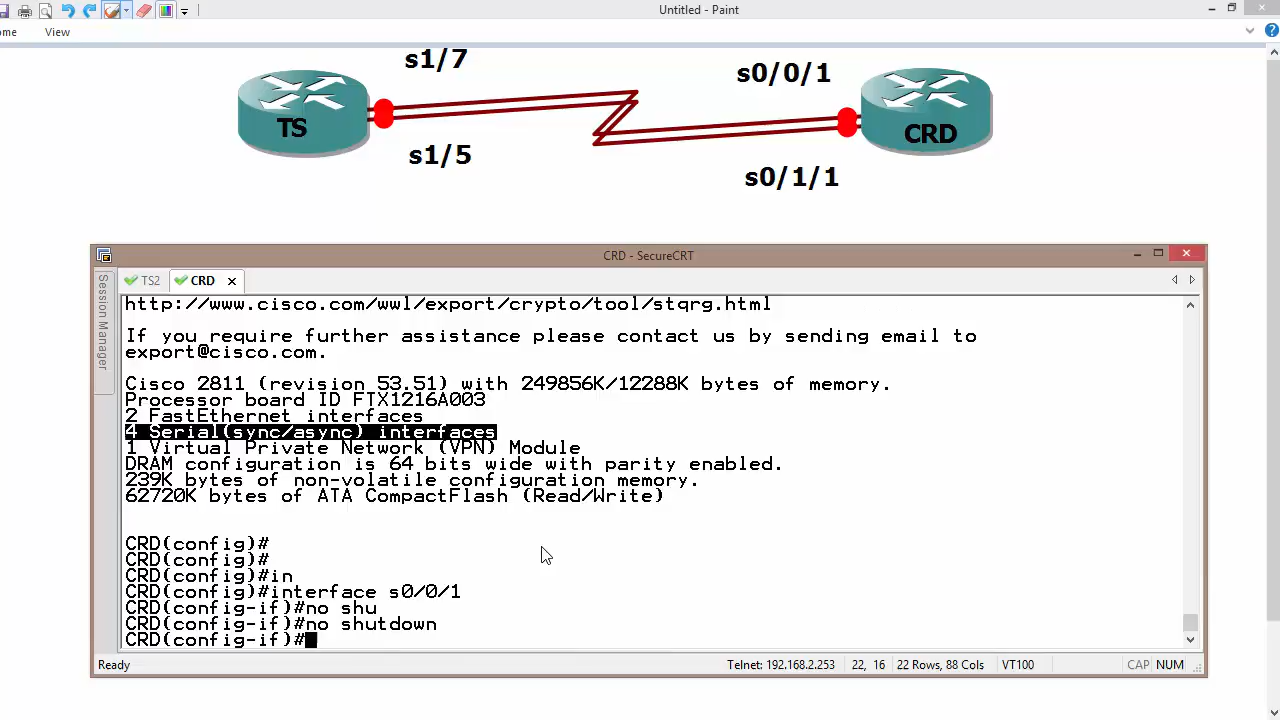 Untitled - Paint
ome View
s1/7
s0/0/1
TS
CRD
s1/5
s0/1/1
CRD - SecureCRT
TS2 CRD
Session Manager
http://www.cisco.com/wwl/export/crypto/tool/stqrg.html
If you require further assistance please contact us by sending email to
export@cisco.com.
Cisco 2811 (revision 53.51) with 249856K/12288K bytes of memory.
Processor board ID FTX1216A003
2 FastEthernet interfaces
4 Serial(sync/async) interfaces
1 Virtual Private Network (VPN) Module
DRAM configuration is 64 bits wide with parity enabled.
239K bytes of non-volatile configuration memory.
62720K bytes of ATA CompactFlash (Read/Write)
CRD(config)#
CRD(config)#
CRD(config)#in
CRD(config)#interface s0/0/1
CRD(config-if)#no shu
CRD(config-if)#no shutdown
CRD(config-if)#
Ready Telnet: 192.168.2.253 22, 16 22 Rows, 88 Cols VT100 CAP NUM